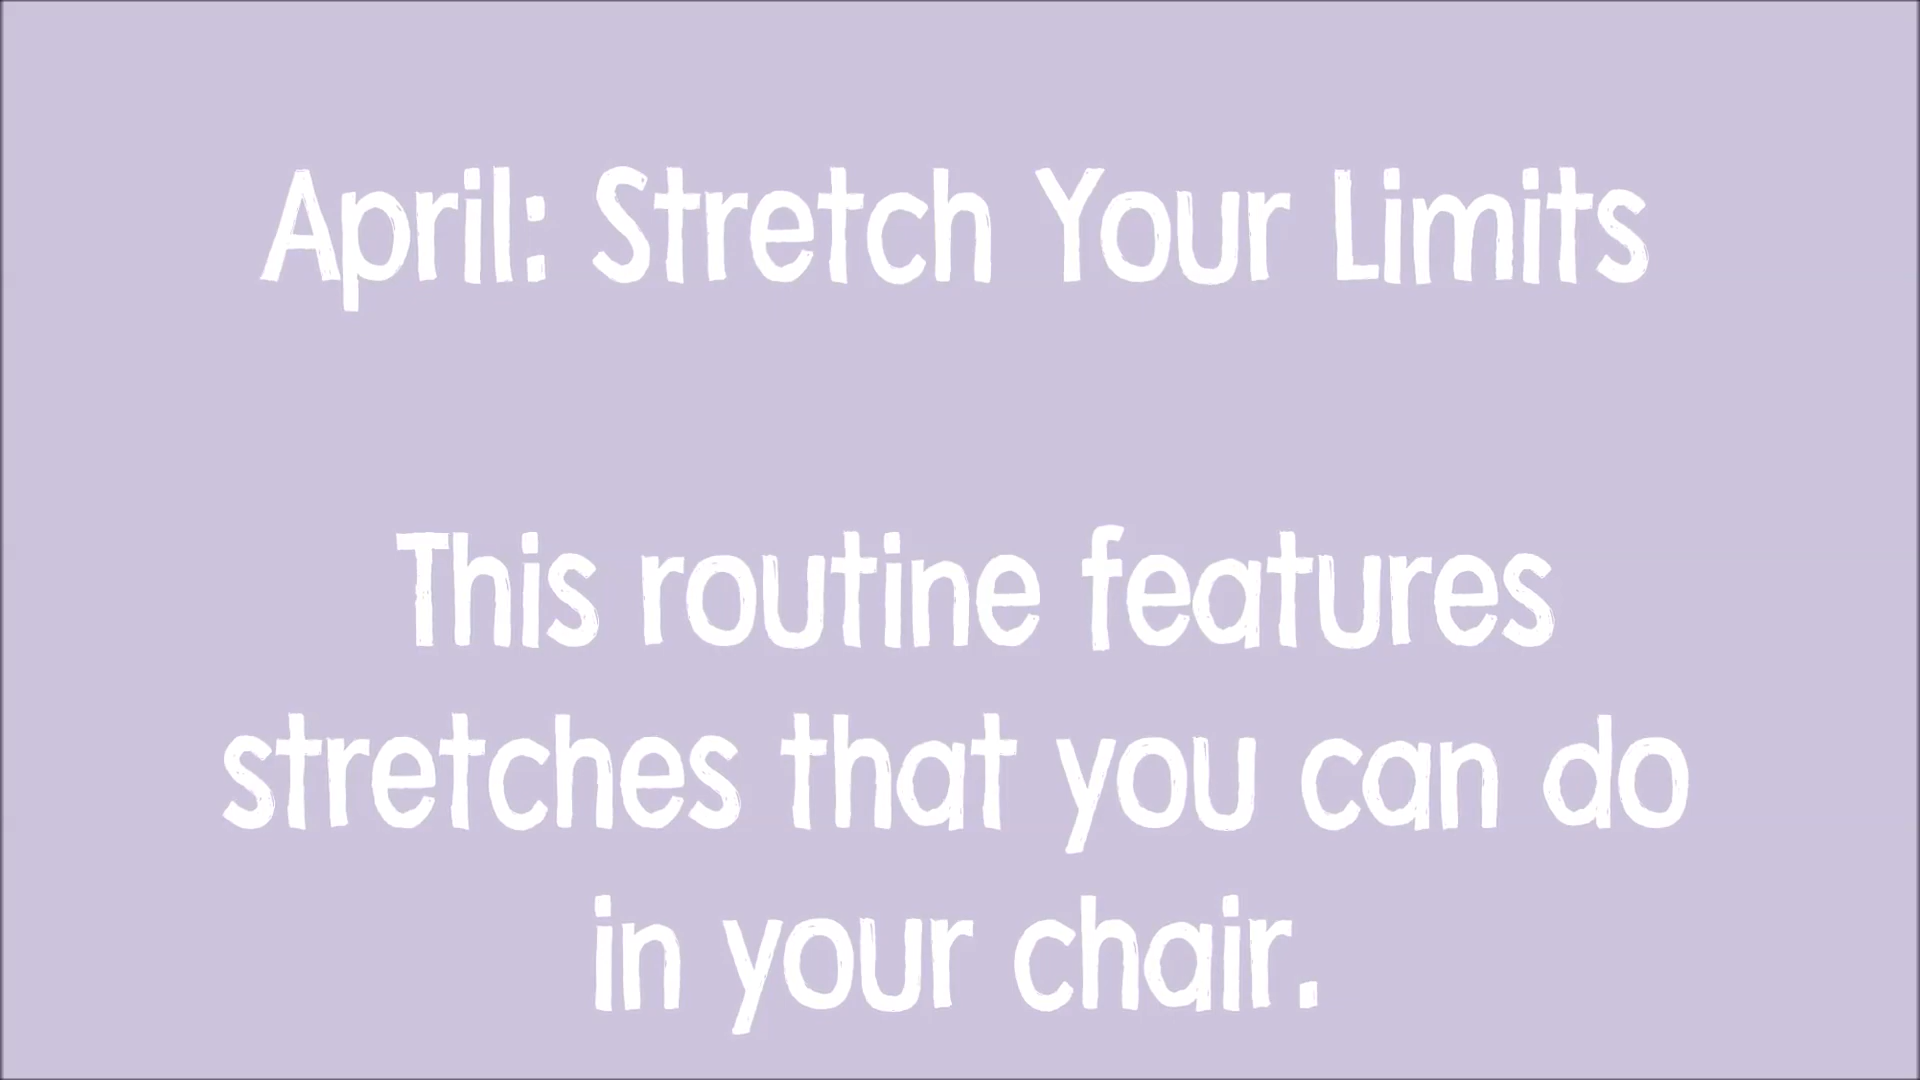 April: Stretch Your Limits
This routine features
stretches that you can do
in your chair.